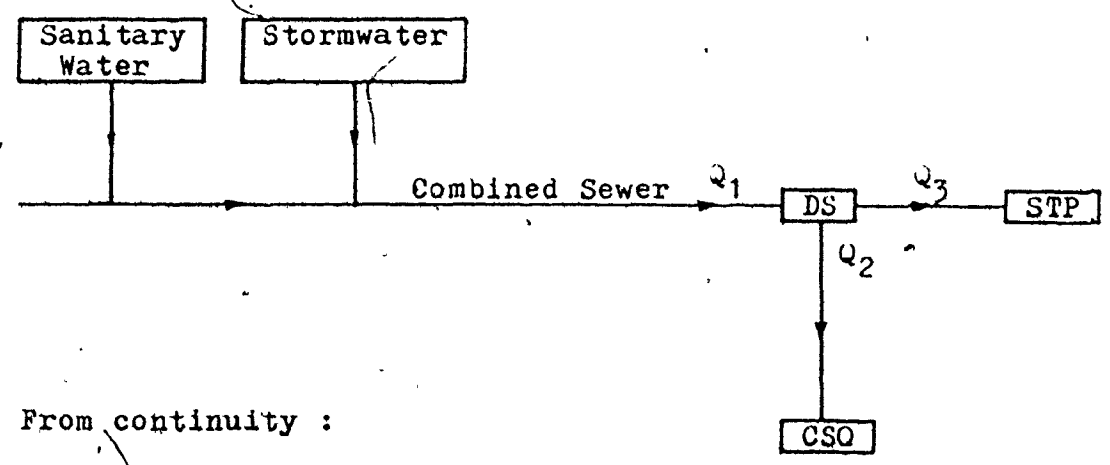 Sanitary
Water
Stormwater
Combined Sewer
Q1
DS
Q3
STP
Q2
CSO
From continuity :